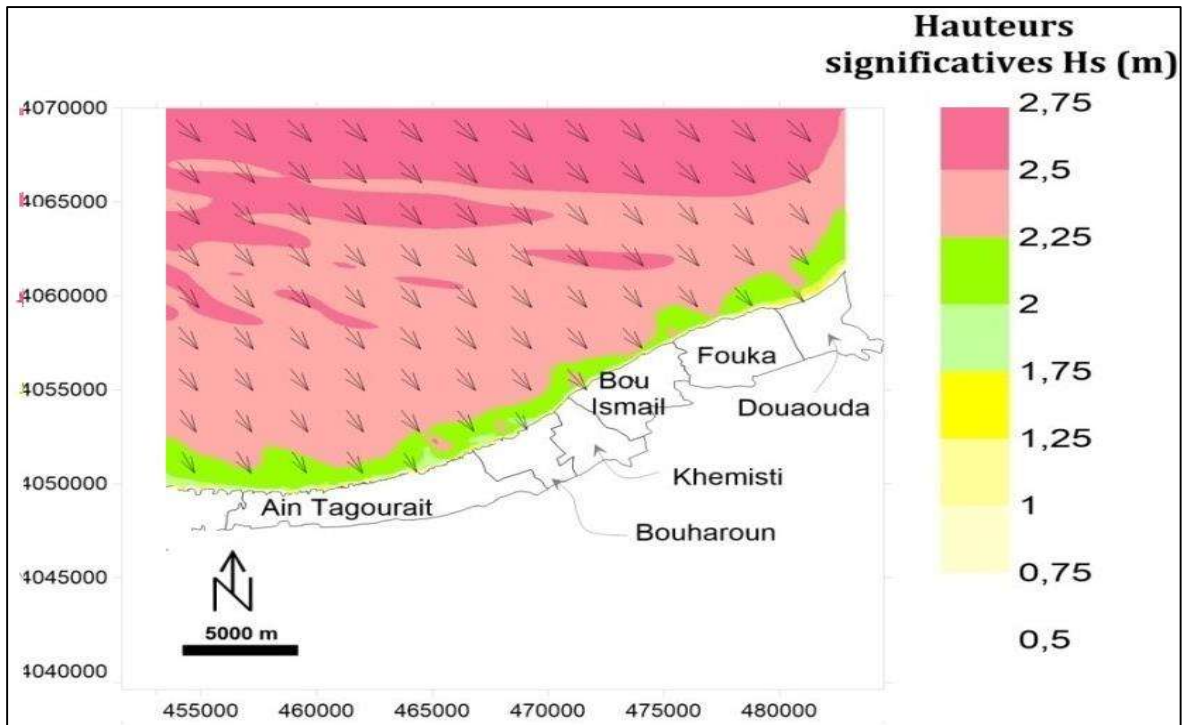 Hauteurs
significatives Hs (m)
4070000
4065000
4060000
4055000
4050000
4045000
4040000
455000
460000
465000
470000
475000
480000
2,75
2,5
2,25
2
1,75
1,25
1
0,75
0,5
Fouka
Bou
Ismail
Douaouda
Khemisti
Ain Tagourait
Bouharoun
N
5000 m